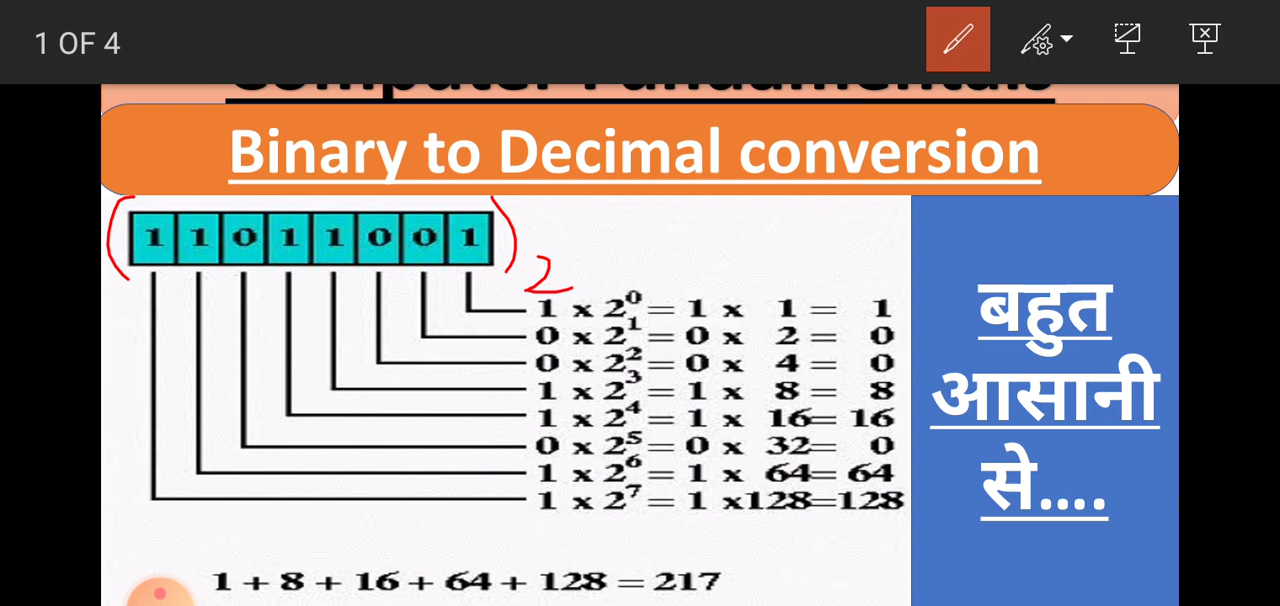 1 OF 4
Computer Fundamentals
Binary to Decimal conversion
1 1 0 1 1 0 0 1
2
1 x 2⁰ = 1 x 1 = 1
0 x 2¹ = 0 x 2 = 0
0 x 2² = 0 x 4 = 0
1 x 2³ = 1 x 8 = 8
1 x 2⁴ = 1 x 16= 16
0 x 2⁵ = 0 x 32= 0
1 x 2⁶ = 1 x 64= 64
1 x 2⁷ = 1 x128=128
1 + 8 + 16 + 64 + 128 = 217
बहुत
आसानी
से....